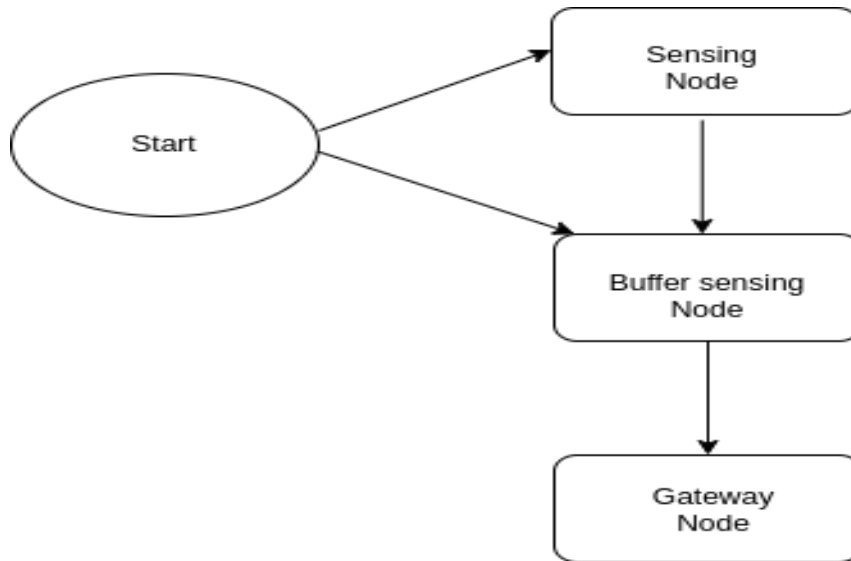 Start
Sensing
Node
Buffer sensing
Node
Gateway
Node